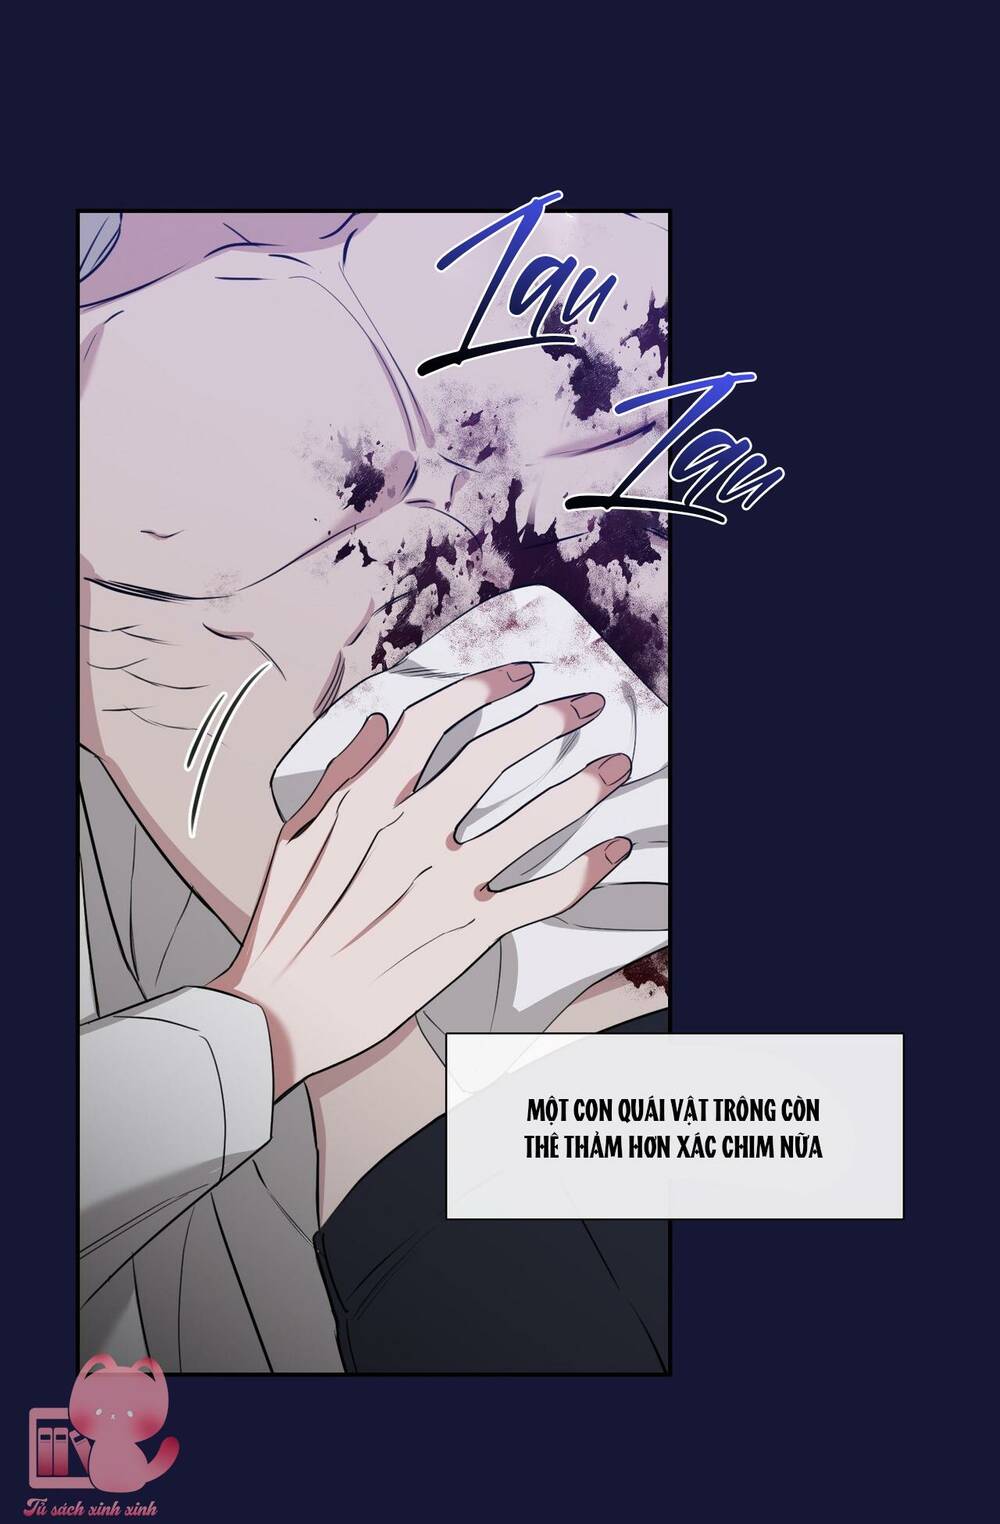 Lau
Lau
MỘT CON QUÁI VẬT TRÔNG CÒN
THÊ THẢM HƠN XÁC CHIM NỮA
Tủ sách xinh xinh